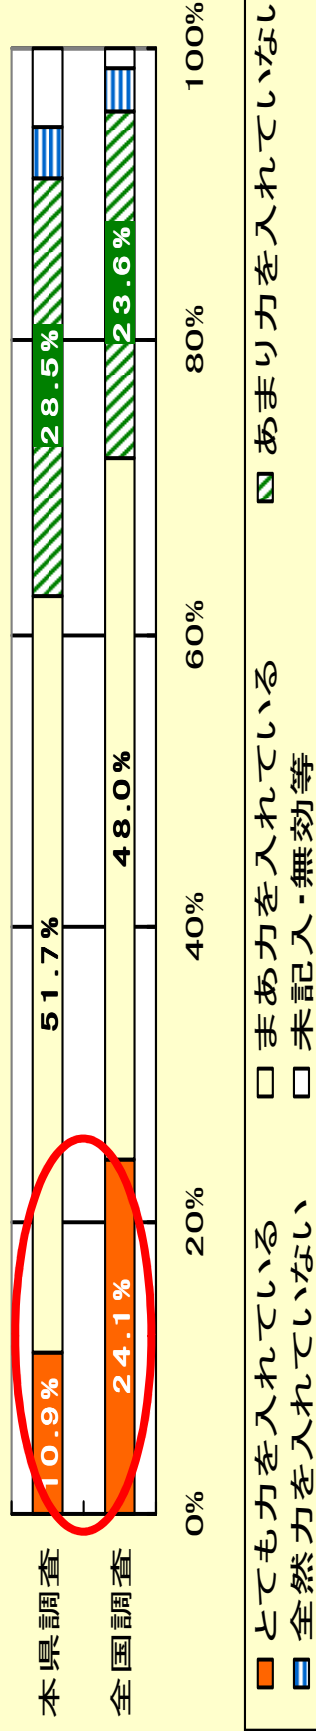 本県調査 10.9% 51.7% 28.5%
全国調査 24.1% 48.0% 23.6%
0% 20% 40% 60% 80% 100%
とても力を入れている まあ力を入れている あまり力を入れていない
全然力を入れていない 未記入・無効等